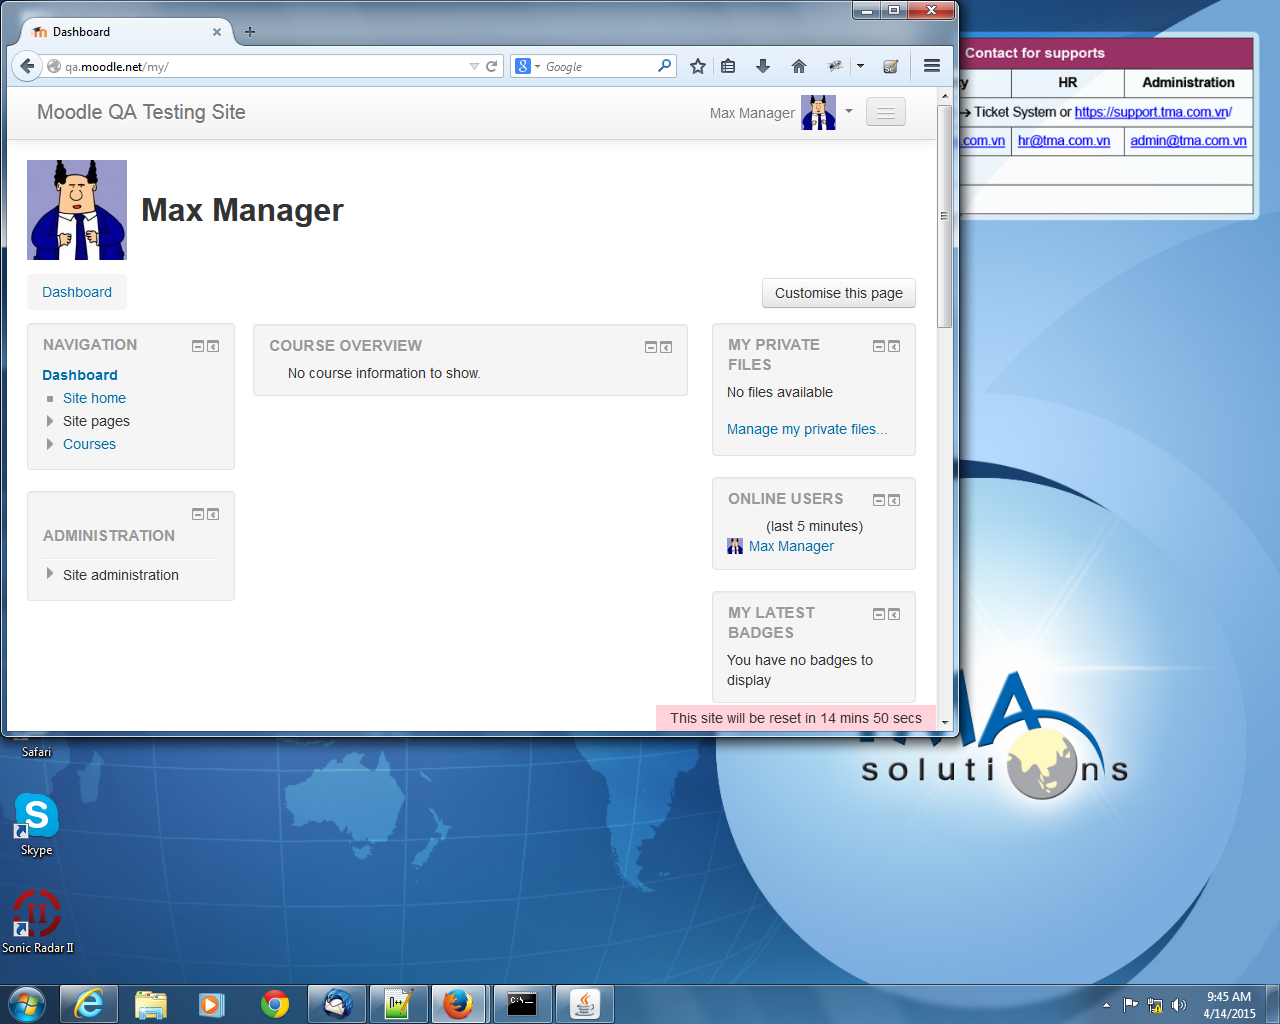 Dashboard
qa.moodle.net/my/
Google
Moodle QA Testing Site
Max Manager
Max Manager
Dashboard
Customise this page
NAVIGATION
Dashboard
Site home
Site pages
Courses
ADMINISTRATION
Site administration
COURSE OVERVIEW
No course information to show.
MY PRIVATE
FILES
No files available
Manage my private files...
ONLINE USERS
(last 5 minutes)
Max Manager
MY LATEST
BADGES
You have no badges to
display
This site will be reset in 14 mins 50 secs
Contact for supports
HR Administration
Ticket System or https://support.tma.com.vn/
.com.vn hr@tma.com.vn admin@tma.com.vn
solutions
Safari
Skype
Sonic Radar II
9:45 AM
4/14/2015